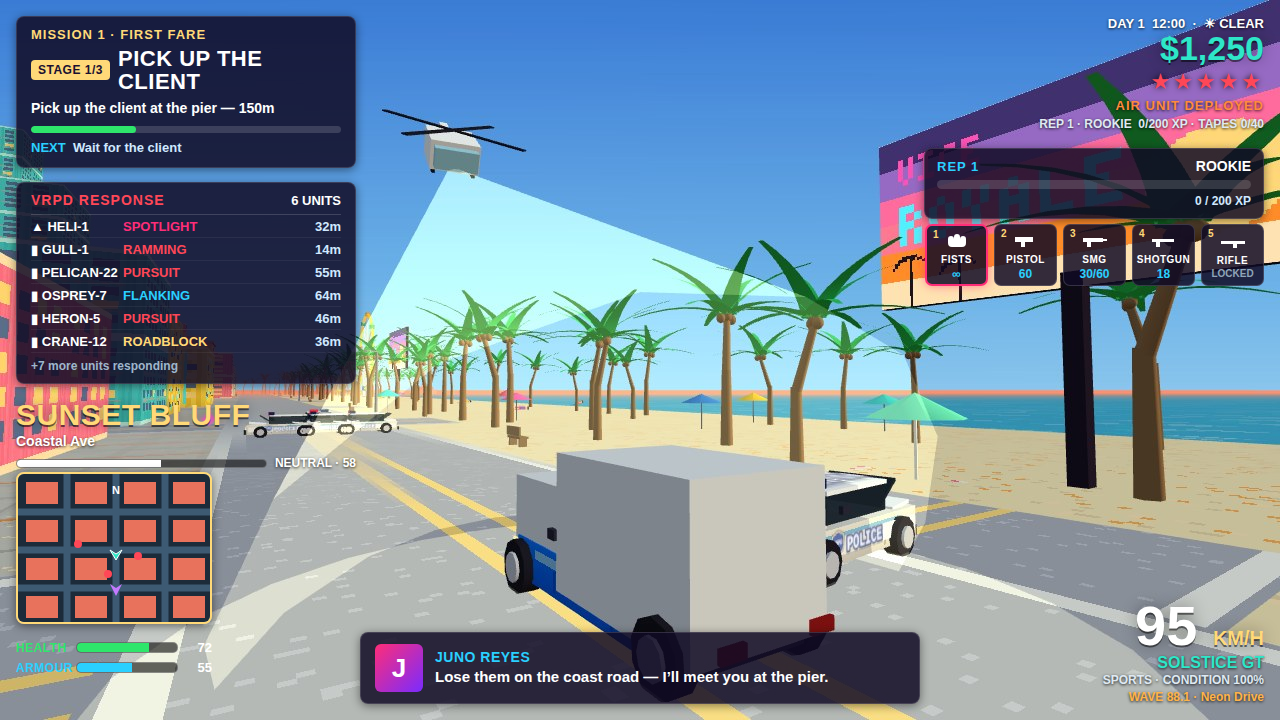 MISSION 1 · FIRST FARE
STAGE 1/3
PICK UP THE
CLIENT
Pick up the client at the pier — 150m
NEXT Wait for the client
VRPD RESPONSE 6 UNITS
▲ HELI-1 SPOTLIGHT 32m
▮ GULL-1 RAMMING 14m
▮ PELICAN-22 PURSUIT 55m
▮ OSPREY-7 FLANKING 64m
▮ HERON-5 PURSUIT 46m
▮ CRANE-12 ROADBLOCK 36m
+7 more units responding
SUNSET BLUFF
Coastal Ave
NEUTRAL · 58
N
HEALTH 72
ARMOUR 55
DAY 1 12:00 · ☀ CLEAR
$1,250
★★★★★
AIR UNIT DEPLOYED
REP 1 · ROOKIE 0/200 XP · TAPES 0/40
REP 1 ROOKIE
0 / 200 XP
1 FISTS ∞
2 PISTOL 60
3 SMG 30/60
4 SHOTGUN 18
5 RIFLE LOCKED
ROYALE
POLICE
J
JUNO REYES
Lose them on the coast road — I’ll meet you at the pier.
95 KM/H
SOLSTICE GT
SPORTS · CONDITION 100%
WAVE 88.1 · Neon Drive